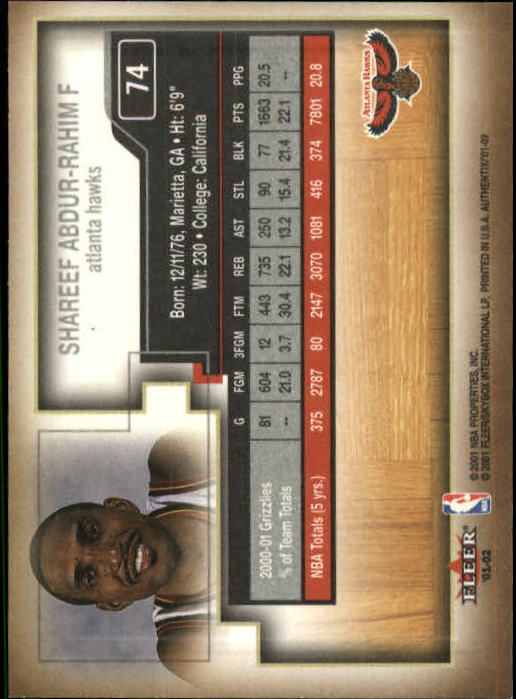 74
SHAREEF ABDUR-RAHIM F
atlanta hawks
Born: 12/11/76, Marietta, GA • Ht: 6'9"
Wt: 230 • College: California
G FGM 3FGM FTM REB AST STL BLK PTS PPG
2000-01 Grizzlies 81 604 12 443 735 250 90 77 1663 20.5
% of Team Totals -- 21.0 3.7 30.4 22.1 13.2 15.4 21.4 22.1 --
NBA Totals (5 yrs.) 375 2787 80 2147 3070 1081 416 374 7801 20.8
ATLANTA HAWKS
© 2001 NBA PROPERTIES, INC.
© 2001 FLEER/SKYBOX INTERNATIONAL LP. PRINTED IN U.S.A. AUTHENTIX/'01-02
NBA
FLEER®
'01-02